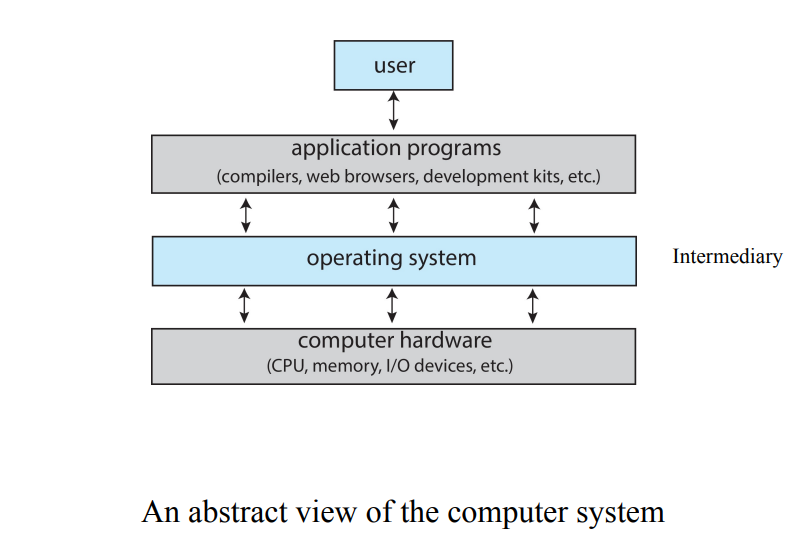 user
application programs
(compilers, web browsers, development kits, etc.)
operating system
Intermediary
computer hardware
(CPU, memory, I/O devices, etc.)
An abstract view of the computer system